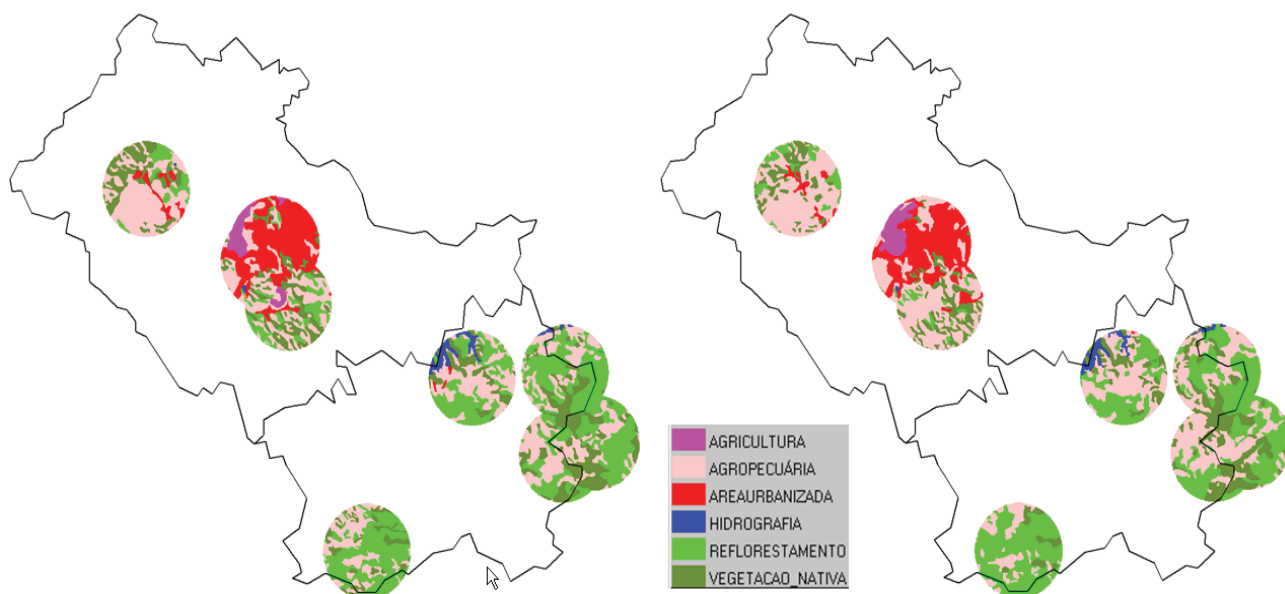 AGRICULTURA
AGROPECUÁRIA
AREAURBANIZADA
HIDROGRAFIA
REFLORESTAMENTO
VEGETACAO_NATIVA